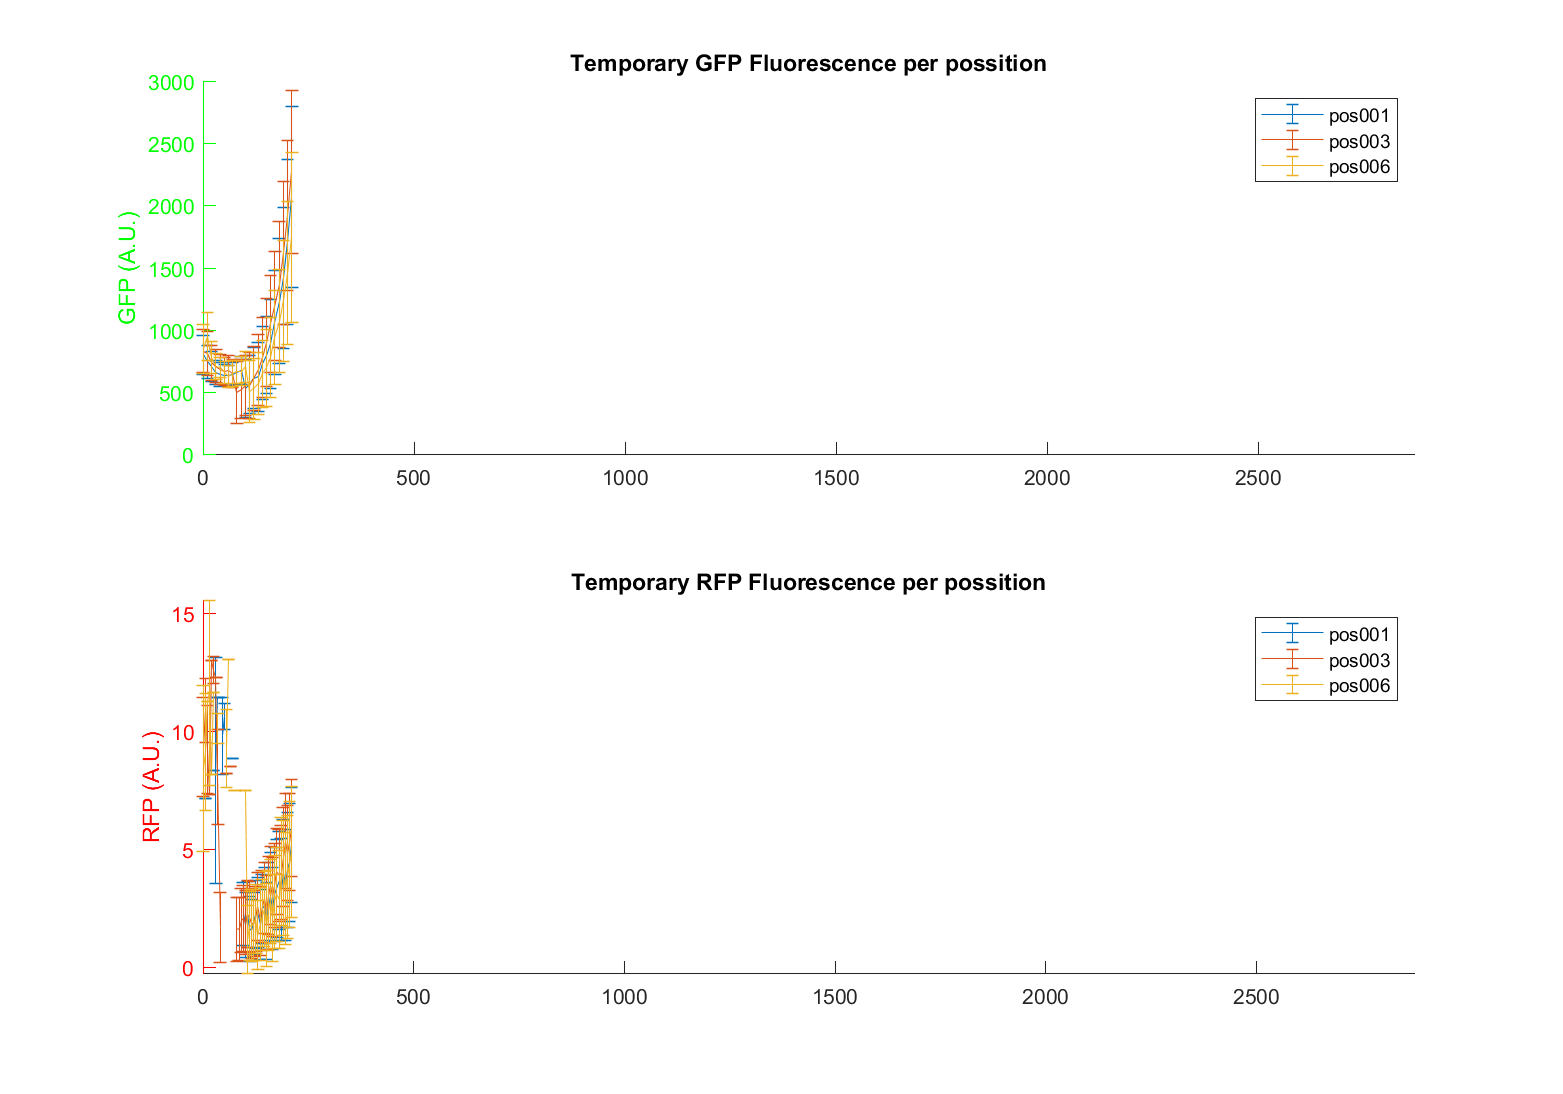 Temporary GFP Fluorescence per possition
3000
2500
2000
1500
1000
500
0
GFP (A.U.)
pos001
pos003
pos006
0 500 1000 1500 2000 2500
Temporary RFP Fluorescence per possition
15
10
5
0
RFP (A.U.)
pos001
pos003
pos006
0 500 1000 1500 2000 2500